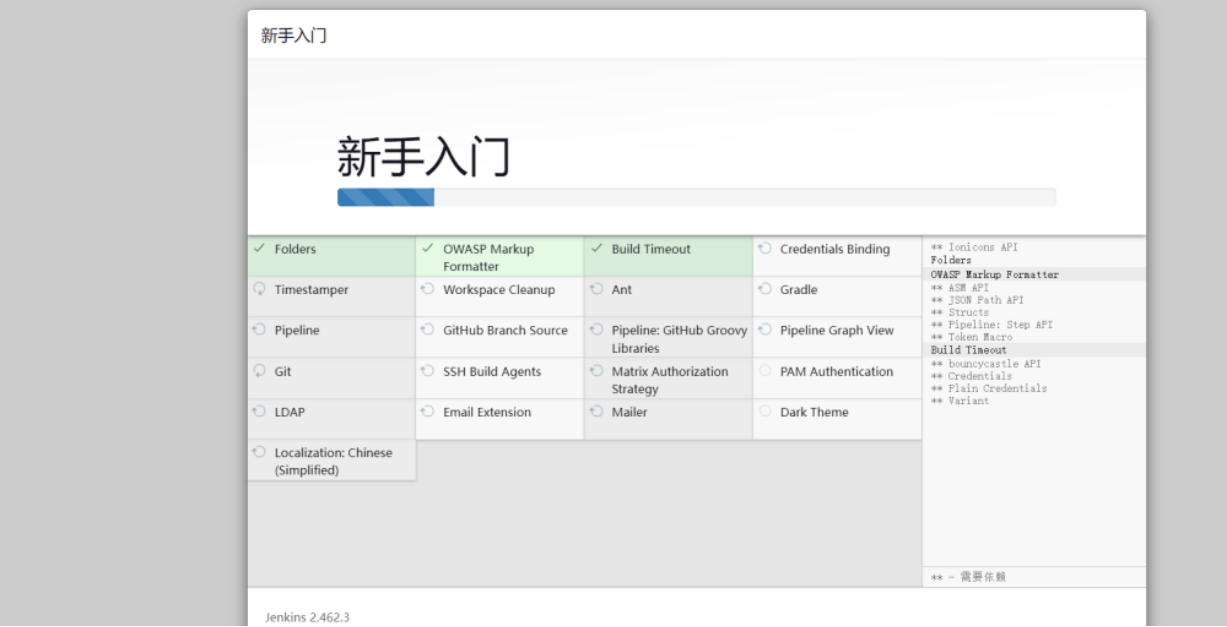 新手入门
新手入门
Folders
OWASP Markup
Formatter
Build Timeout
Credentials Binding
Timestamper
Workspace Cleanup
Ant
Gradle
Pipeline
GitHub Branch Source
Pipeline: GitHub Groovy
Libraries
Pipeline Graph View
Git
SSH Build Agents
Matrix Authorization
Strategy
PAM Authentication
LDAP
Email Extension
Mailer
Dark Theme
Localization: Chinese
(Simplified)
** Ionicons API
Folders
OWASP Markup Formatter
** ASM API
** JSON Path API
** Structs
** Pipeline: Step API
** Token Macro
Build Timeout
** bouncycastle API
** Credentials
** Plain Credentials
** Variant
** - 需要依赖
Jenkins 2.462.3